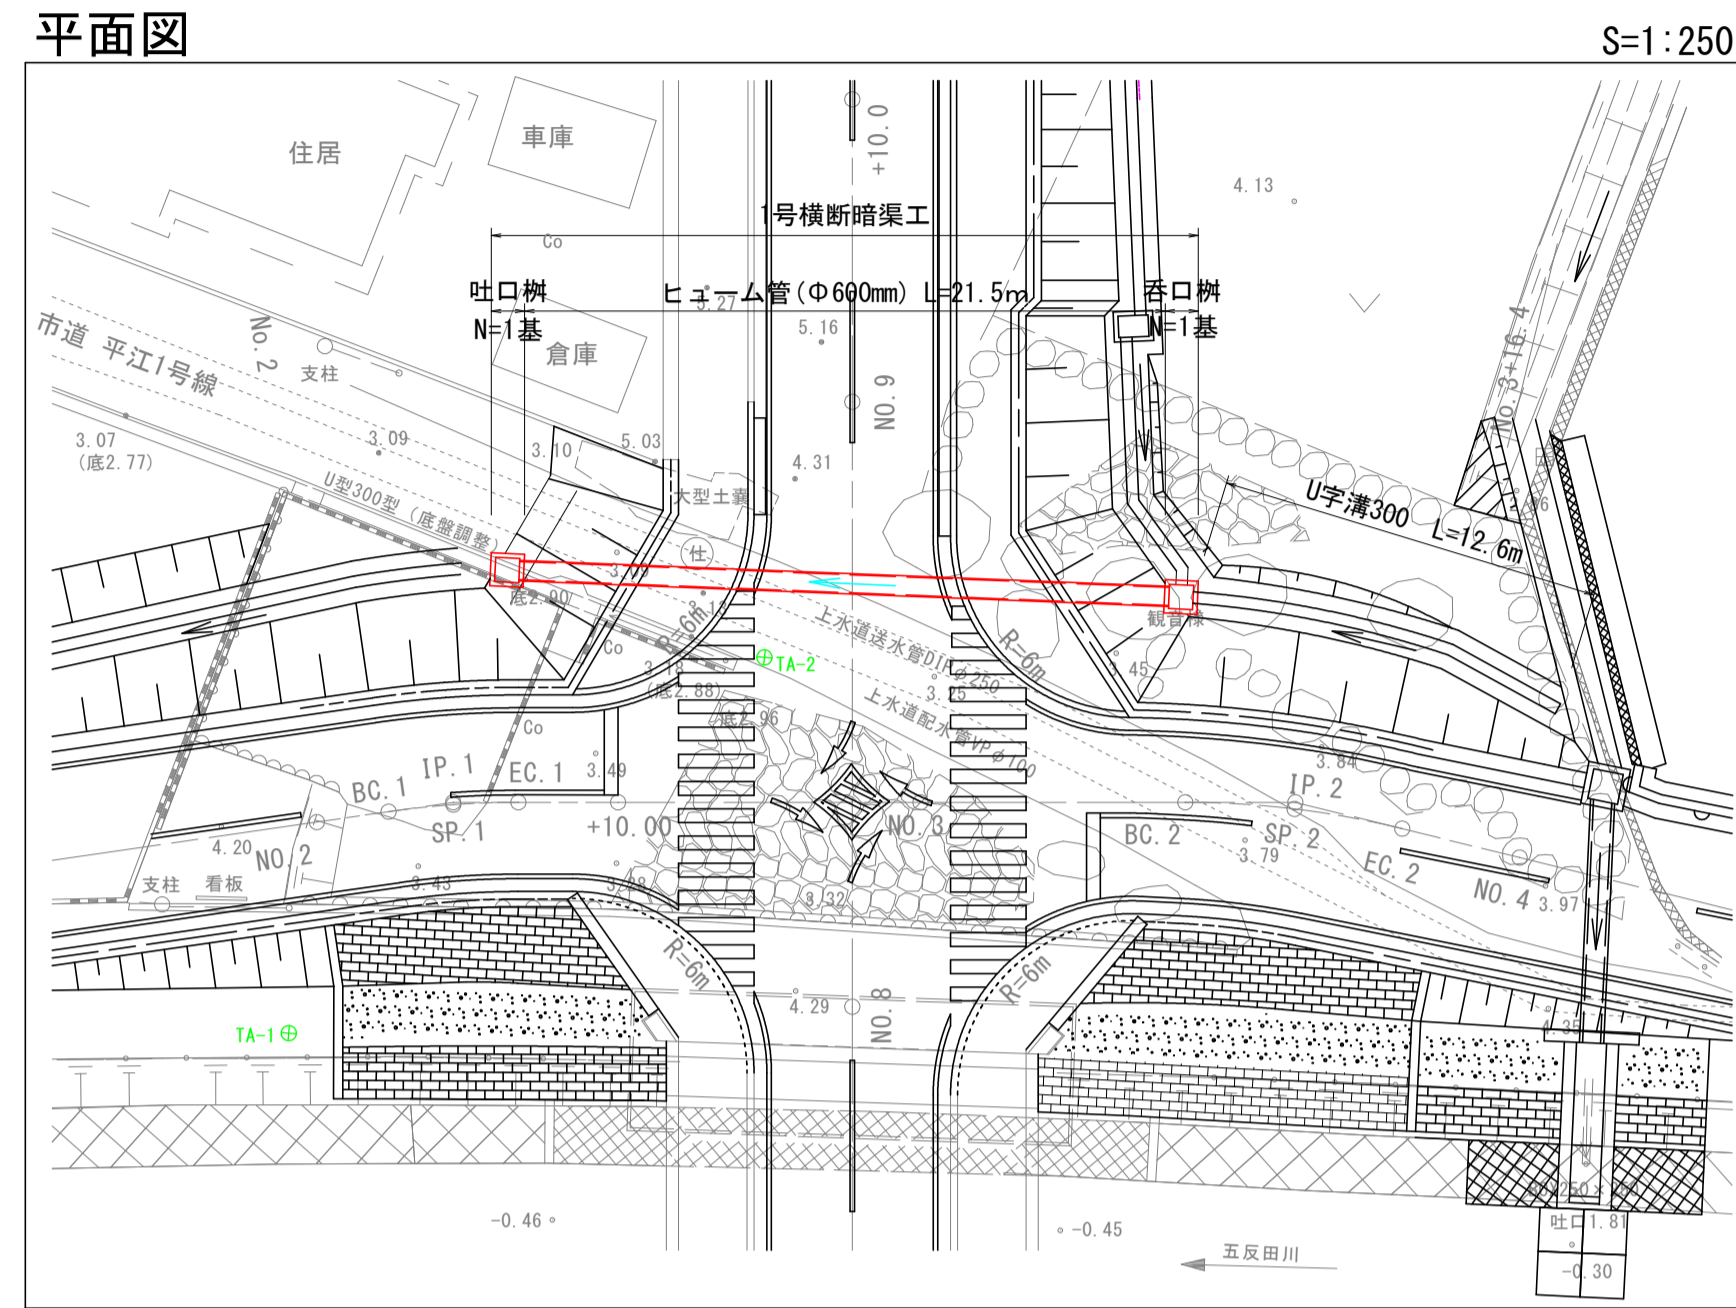 平面図
S=1:250
住居
車庫
+10.0
4.13
1号横断暗渠工
Co
吐口桝
N=1基
ヒューム管(Φ600mm) L=21.5m
呑口桝
N=1基
5.27
5.16
倉庫
市道 平江1号線
No.2
支柱
NO.9
No.3+16.4
3.07
(底2.77)
3.09
3.10
5.03
4.31
U型300型(底盤調整)
大型土嚢
U字溝300 L=12.6m
住
底2.90
観音様
R=6m
R=6m
上水道送水管DIPφ250
上水道配水管VPφ100
TA-2
Co
3.18
(底2.88)
3.45
3.25
底2.96
Co
IP.1
BC.1
EC.1
3.49
SP.1
+10.00
NO.3
3.84
IP.2
BC.2
SP.2
3.79
EC.2
NO.4
3.97
4.20
NO.2
支柱
看板
3.43
3.28
3.32
R=6m
R=6m
4.29
NO.8
4.35
TA-1
-0.46
-0.45
五反田川
吐口1.81
-0.30